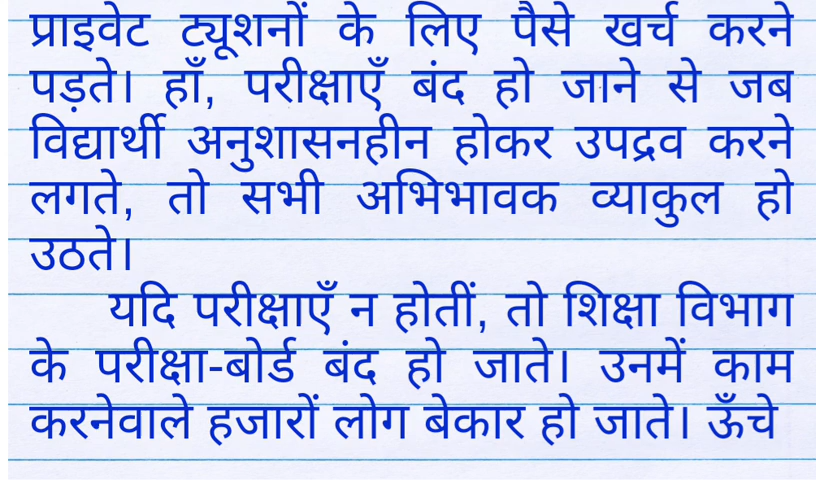 प्राइवेट ट्यूशनों के लिए पैसे खर्च करने
पड़ते। हाँ, परीक्षाएँ बंद हो जाने से जब
विद्यार्थी अनुशासनहीन होकर उपद्रव करने
लगते, तो सभी अभिभावक व्याकुल हो
उठते।
यदि परीक्षाएँ न होतीं, तो शिक्षा विभाग
के परीक्षा-बोर्ड बंद हो जाते। उनमें काम
करनेवाले हजारों लोग बेकार हो जाते। ऊँचे